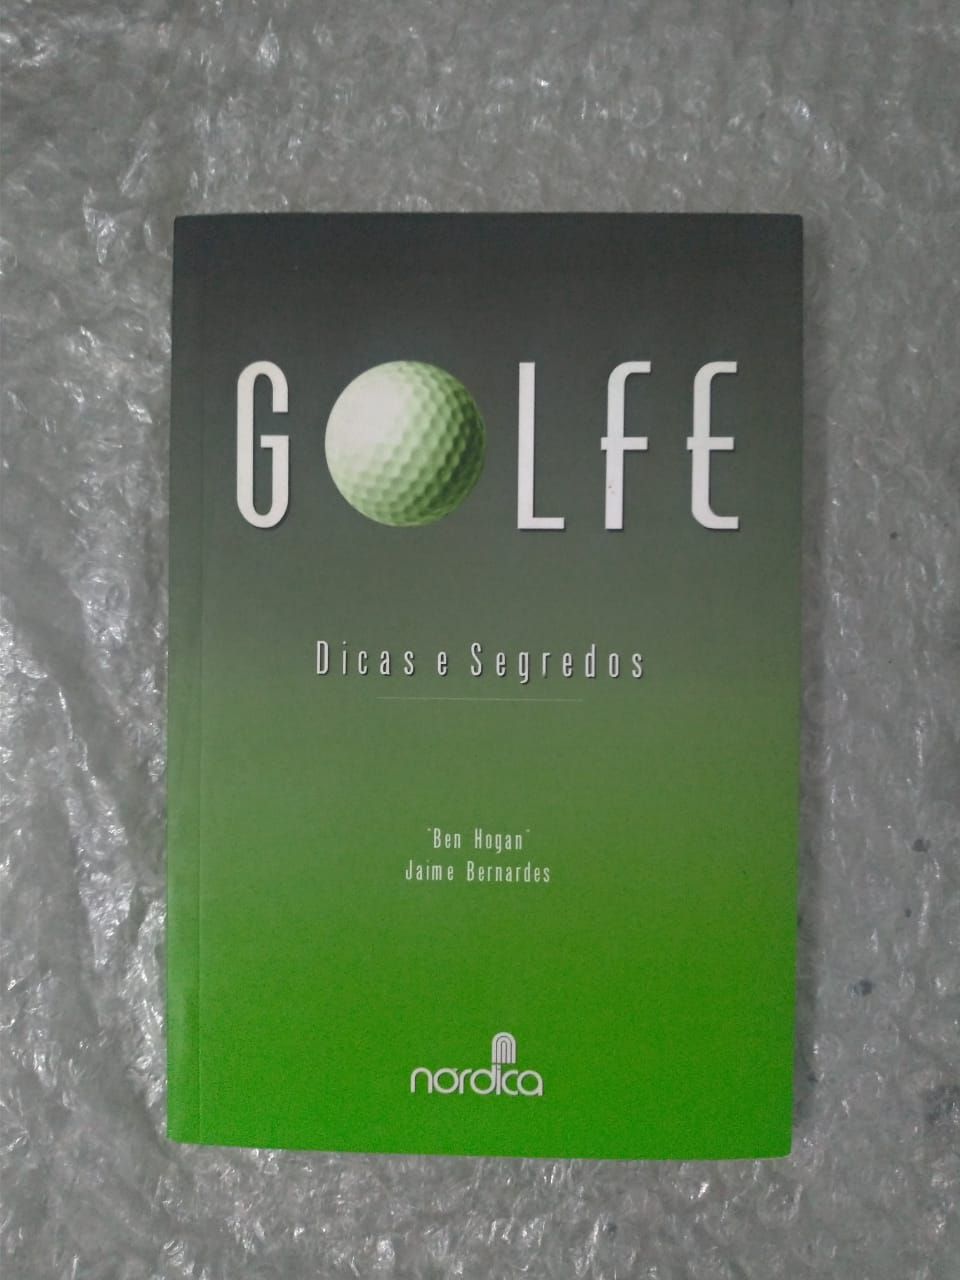 GOLFE
Dicas e Segredos
"Ben Hogan"
Jaime Bernardes
nórdica